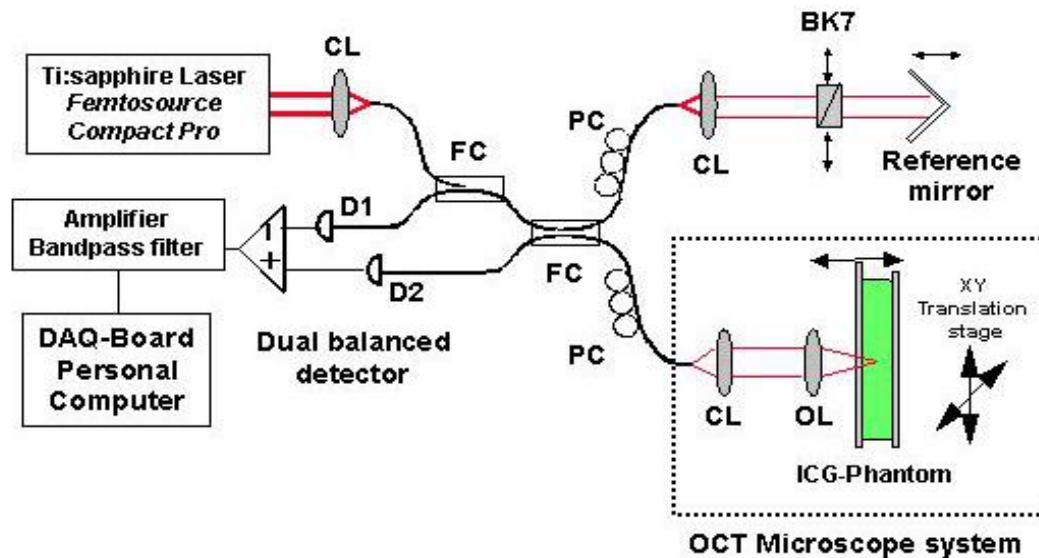 Ti:sapphire Laser
Femtosource
Compact Pro
CL
FC
PC
CL
BK7
Reference
mirror
Amplifier
Bandpass filter
D1
D2
FC
DAQ-Board
Personal
Computer
Dual balanced
detector
PC
CL
OL
XY
Translation
stage
ICG-Phantom
OCT Microscope system